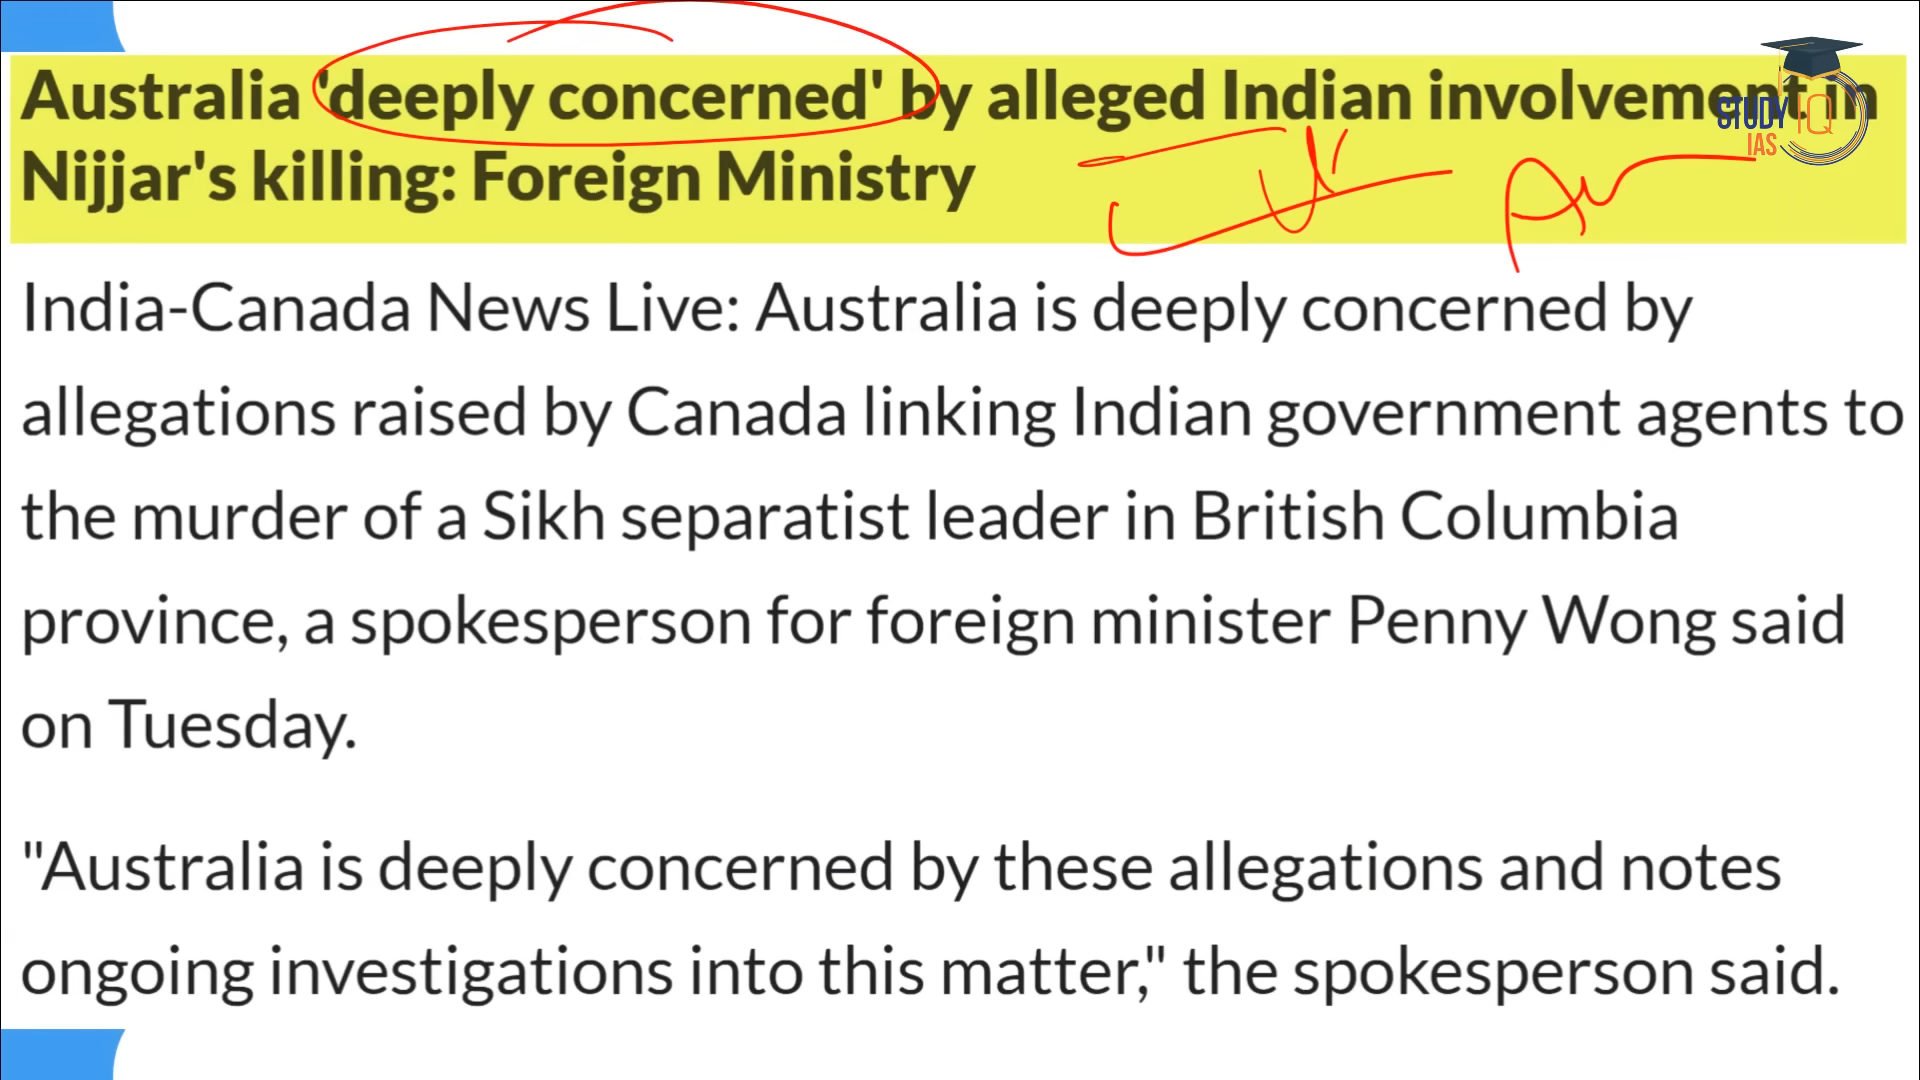 Australia 'deeply concerned' by alleged Indian involvement in
Nijjar's killing: Foreign Ministry
STUDY IQ
IAS
India-Canada News Live: Australia is deeply concerned by
allegations raised by Canada linking Indian government agents to
the murder of a Sikh separatist leader in British Columbia
province, a spokesperson for foreign minister Penny Wong said
on Tuesday.
"Australia is deeply concerned by these allegations and notes
ongoing investigations into this matter," the spokesperson said.